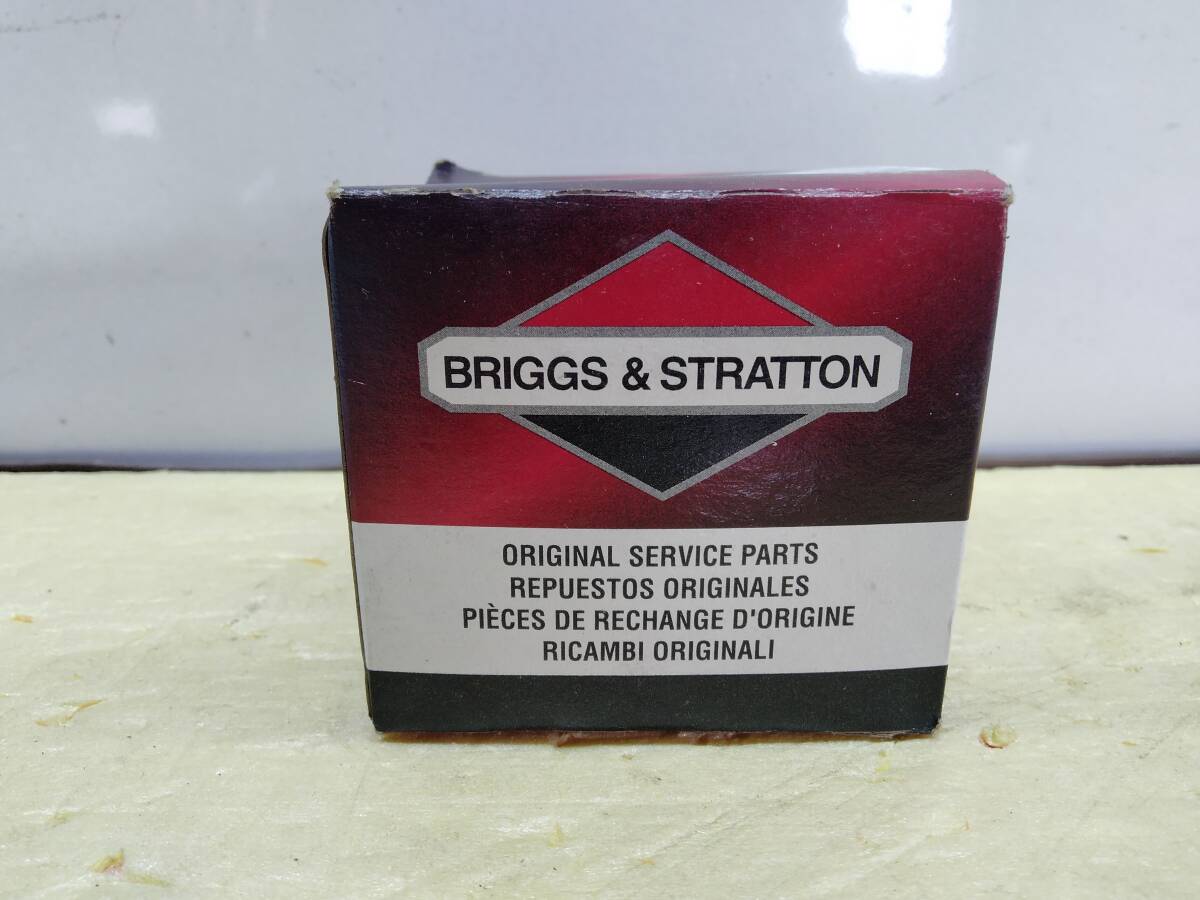 BRIGGS & STRATTON
ORIGINAL SERVICE PARTS
REPUESTOS ORIGINALES
PIÈCES DE RECHANGE D'ORIGINE
RICAMBI ORIGINALI